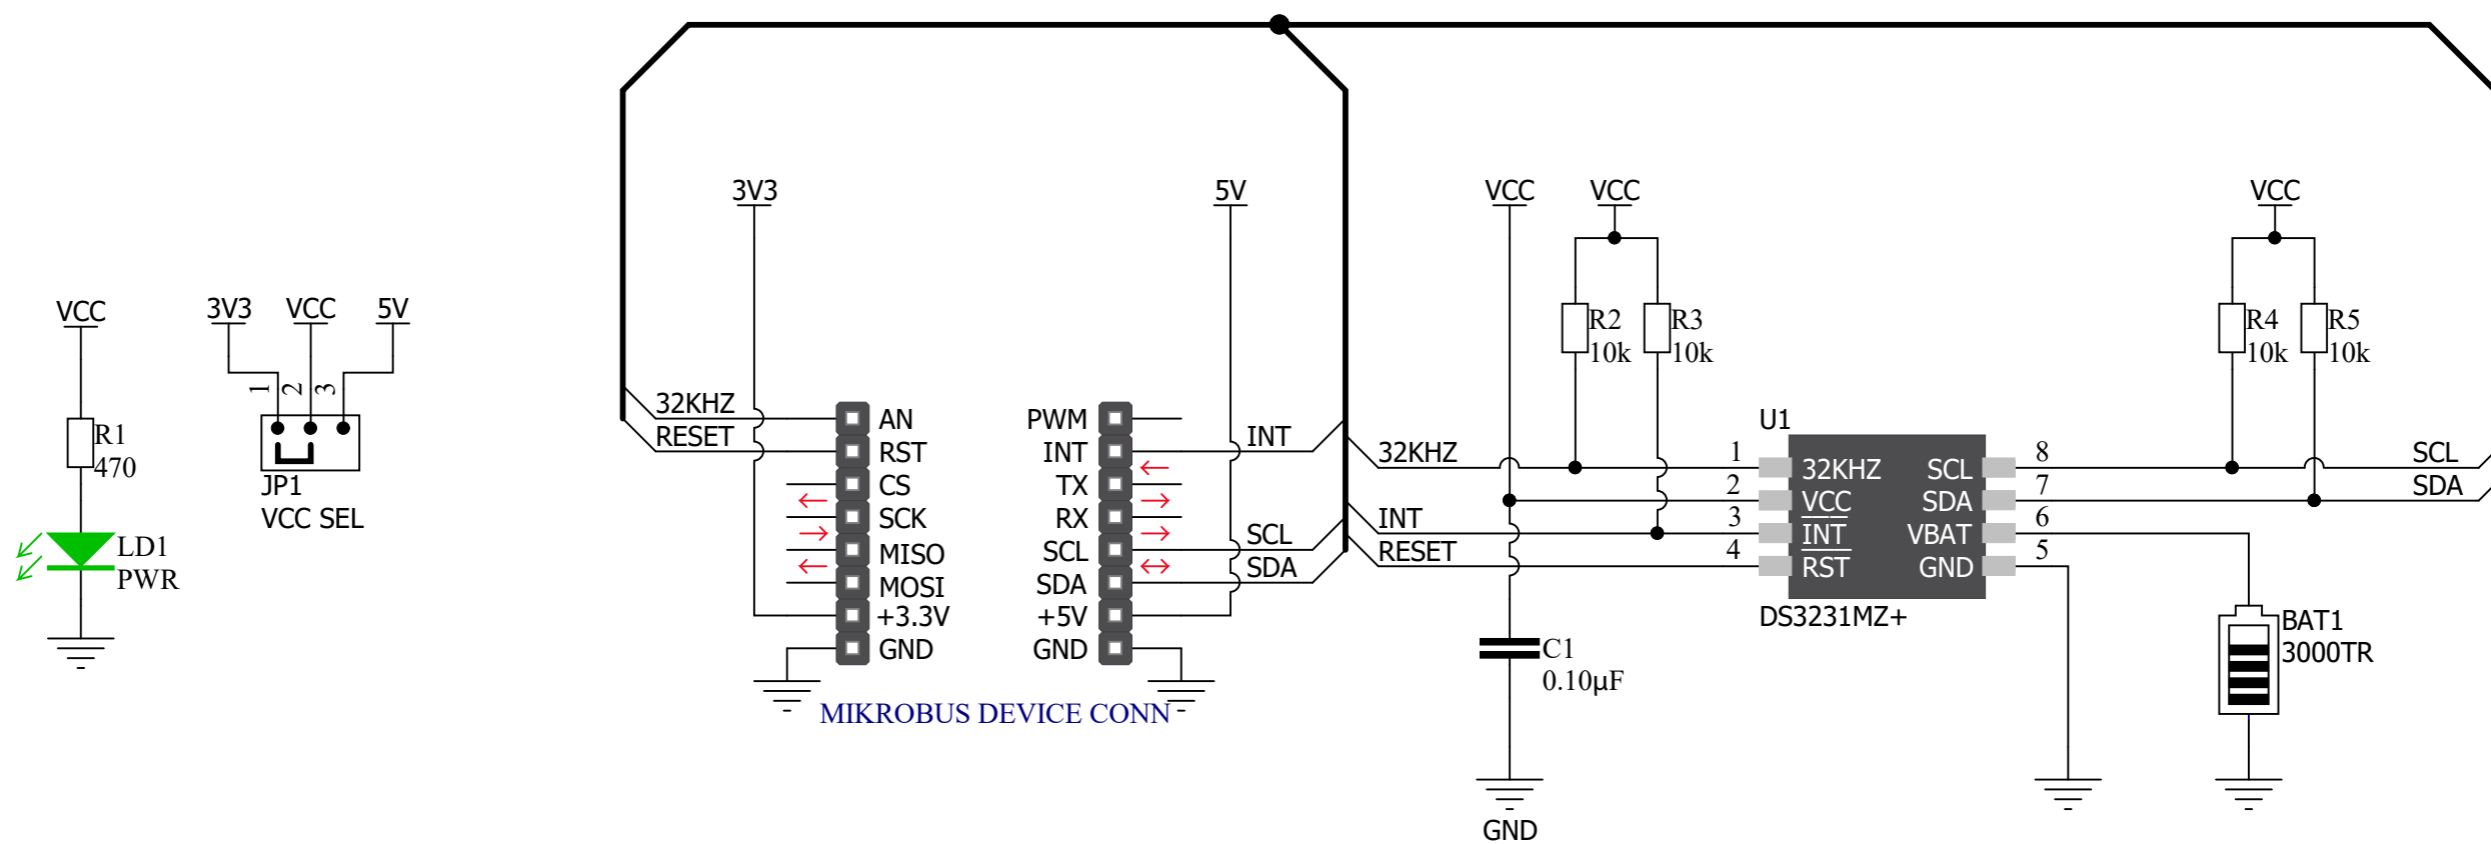 VCC
R1
470
LD1
PWR
3V3
VCC
5V
1
2
3
JP1
VCC SEL
3V3
5V
32KHZ
RESET
AN
RST
CS
SCK
MISO
MOSI
+3.3V
GND
PWM
INT
TX
RX
SCL
SDA
+5V
GND
INT
SCL
SDA
MIKROBUS DEVICE CONN
VCC
VCC
R2
10k
R3
10k
32KHZ
INT
RESET
C1
0.10µF
GND
U1
1
2
3
4
32KHZ
VCC
INT
RST
SCL
SDA
VBAT
GND
8
7
6
5
DS3231MZ+
VCC
R4
10k
R5
10k
SCL
SDA
BAT1
3000TR